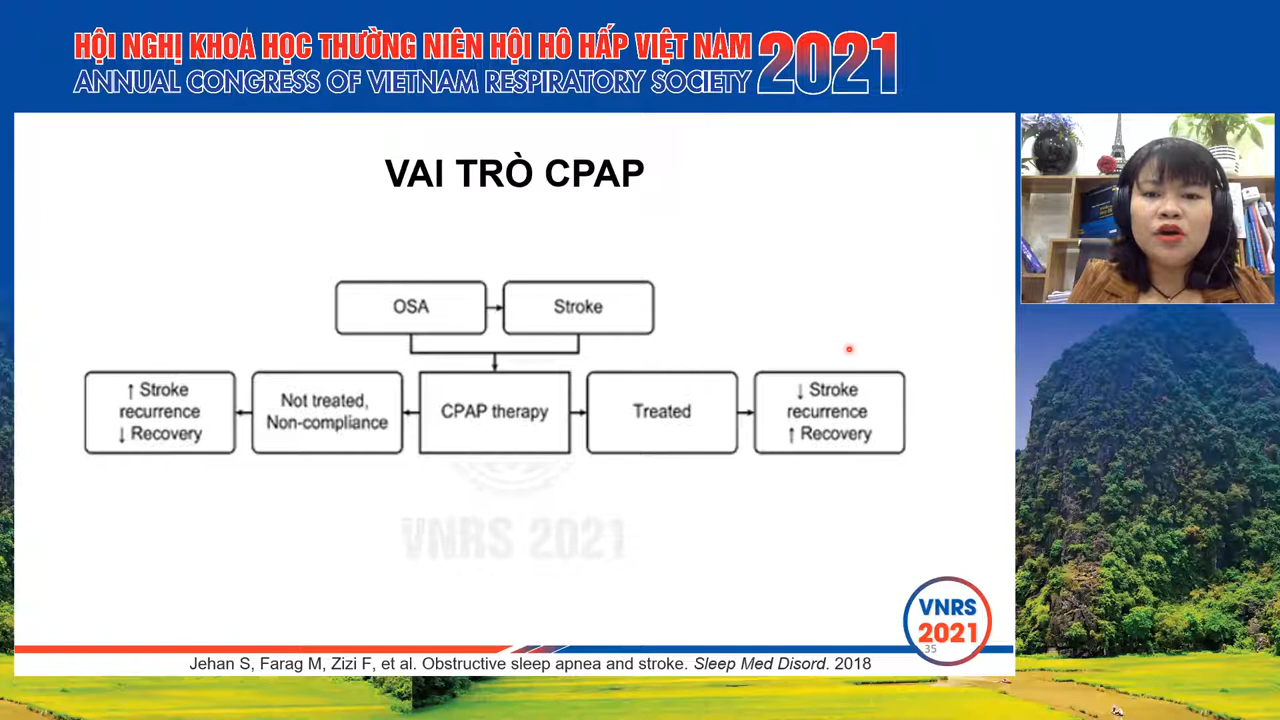 HỘI NGHỊ KHOA HỌC THƯỜNG NIÊN HỘI HÔ HẤP VIỆT NAM 2021
ANNUAL CONGRESS OF VIETNAM RESPIRATORY SOCIETY
VAI TRÒ CPAP
OSA
Stroke
↑ Stroke
recurrence
↓ Recovery
Not treated,
Non-compliance
CPAP therapy
Treated
↓ Stroke
recurrence
↑ Recovery
VNRS 2021
VNRS
2021
35
Jehan S, Farag M, Zizi F, et al. Obstructive sleep apnea and stroke. Sleep Med Disord. 2018